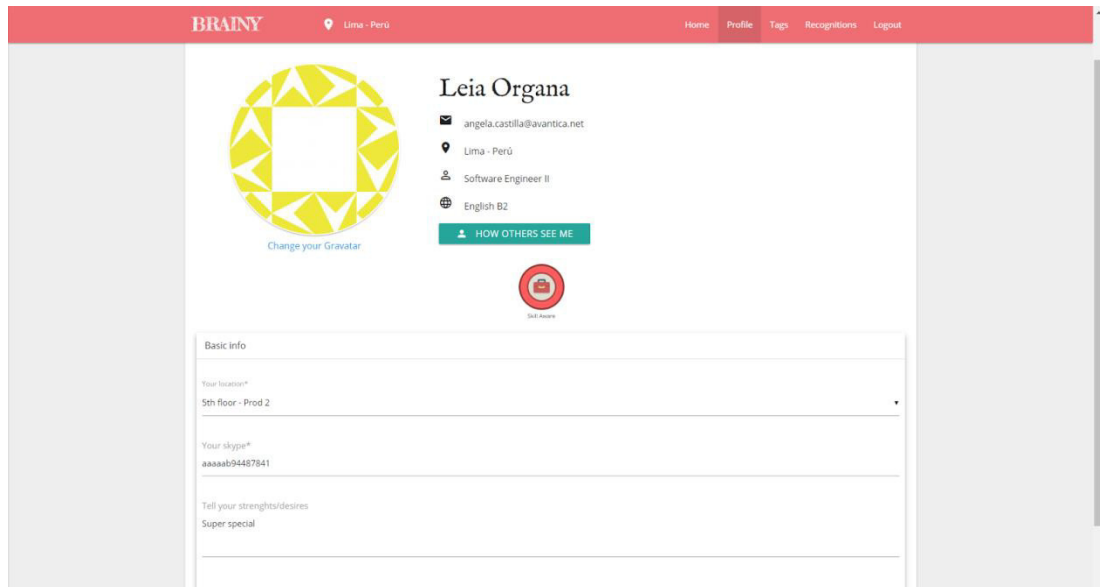 BRAINY
Lima - Perú
Home Profile Tags Recognitions Logout
Leia Organa
angela.castilla@avantica.net
Lima - Perú
Software Engineer II
English B2
HOW OTHERS SEE ME
Change your Gravatar
Skill Aware
Basic info
Your location*
5th floor - Prod 2
Your skype*
aaaaab94487841
Tell your strenghts/desires
Super special